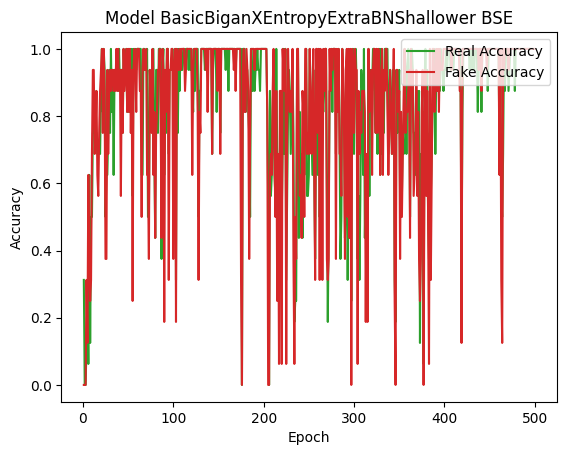 Model BasicBiganXEntropyExtraBNShallower BSE
Real Accuracy
Fake Accuracy
Accuracy
1.0
0.8
0.6
0.4
0.2
0.0
0 100 200 300 400 500
Epoch